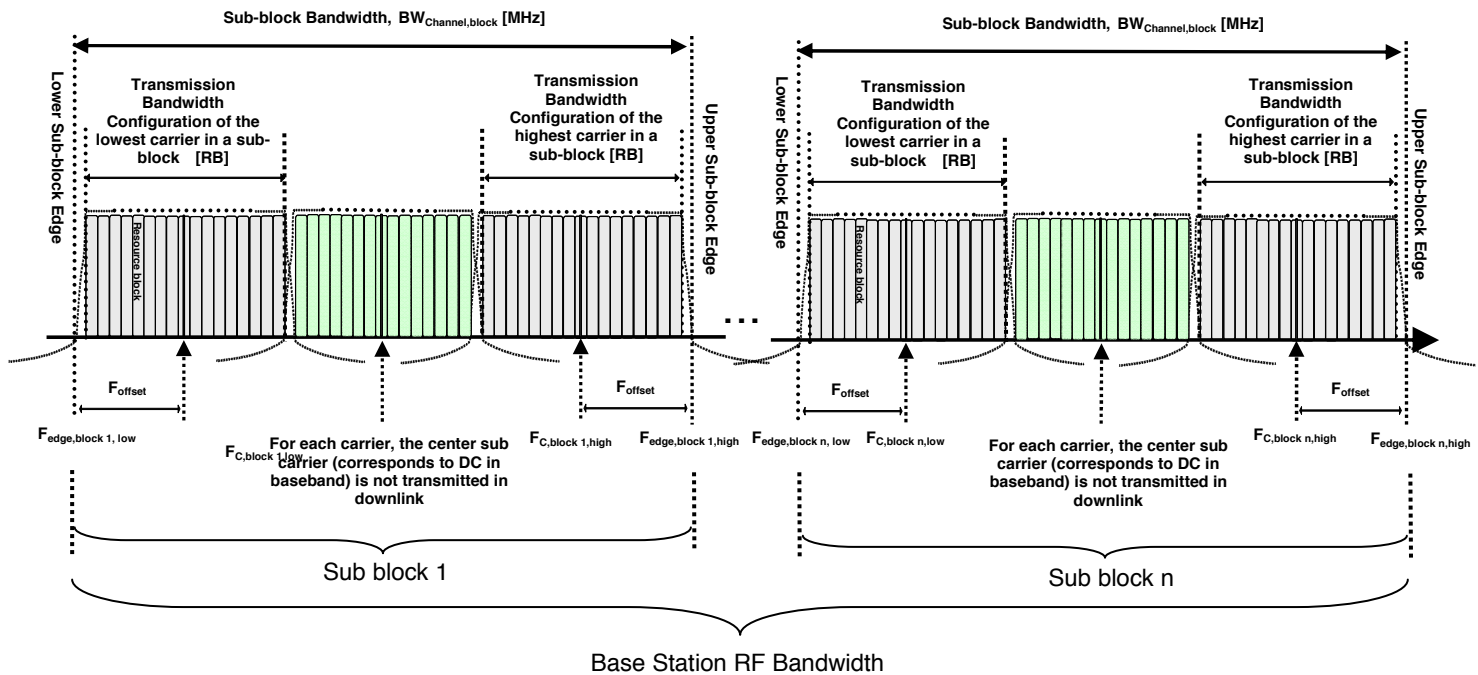 Sub-block Bandwidth, BWChannel,block [MHz]
Sub-block Bandwidth, BWChannel,block [MHz]
Lower Sub-block Edge
Transmission
Bandwidth
Configuration of the
lowest carrier in a sub-
block [RB]
Transmission
Bandwidth
Configuration of the
highest carrier in a
sub-block [RB]
Upper Sub-block Edge
Lower Sub-block Edge
Transmission
Bandwidth
Configuration of the
lowest carrier in a
sub-block [RB]
Transmission
Bandwidth
Configuration of the
highest carrier in a
sub-block [RB]
Upper Sub-block Edge
Resource block
Resource block
...
Foffset
Foffset
Foffset
Foffset
Fedge,block 1, low
FC,block 1,low
For each carrier, the center sub
carrier (corresponds to DC in
baseband) is not transmitted in
downlink
FC,block 1,high
Fedge,block 1,high
Fedge,block n, low
FC,block n,low
For each carrier, the center sub
carrier (corresponds to DC in
baseband) is not transmitted in
downlink
FC,block n,high
Fedge,block n,high
Sub block 1
Sub block n
Base Station RF Bandwidth